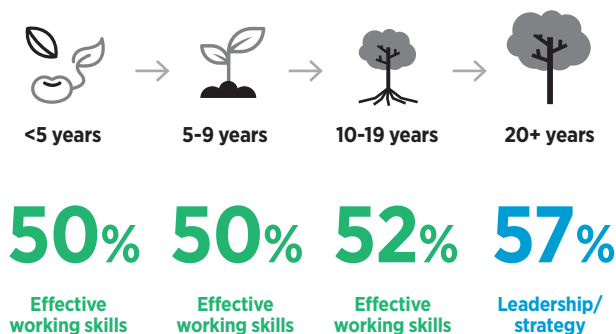 <5 years
5-9 years
10-19 years
20+ years
50%
50%
52%
57%
Effective
working skills
Effective
working skills
Effective
working skills
Leadership/
strategy